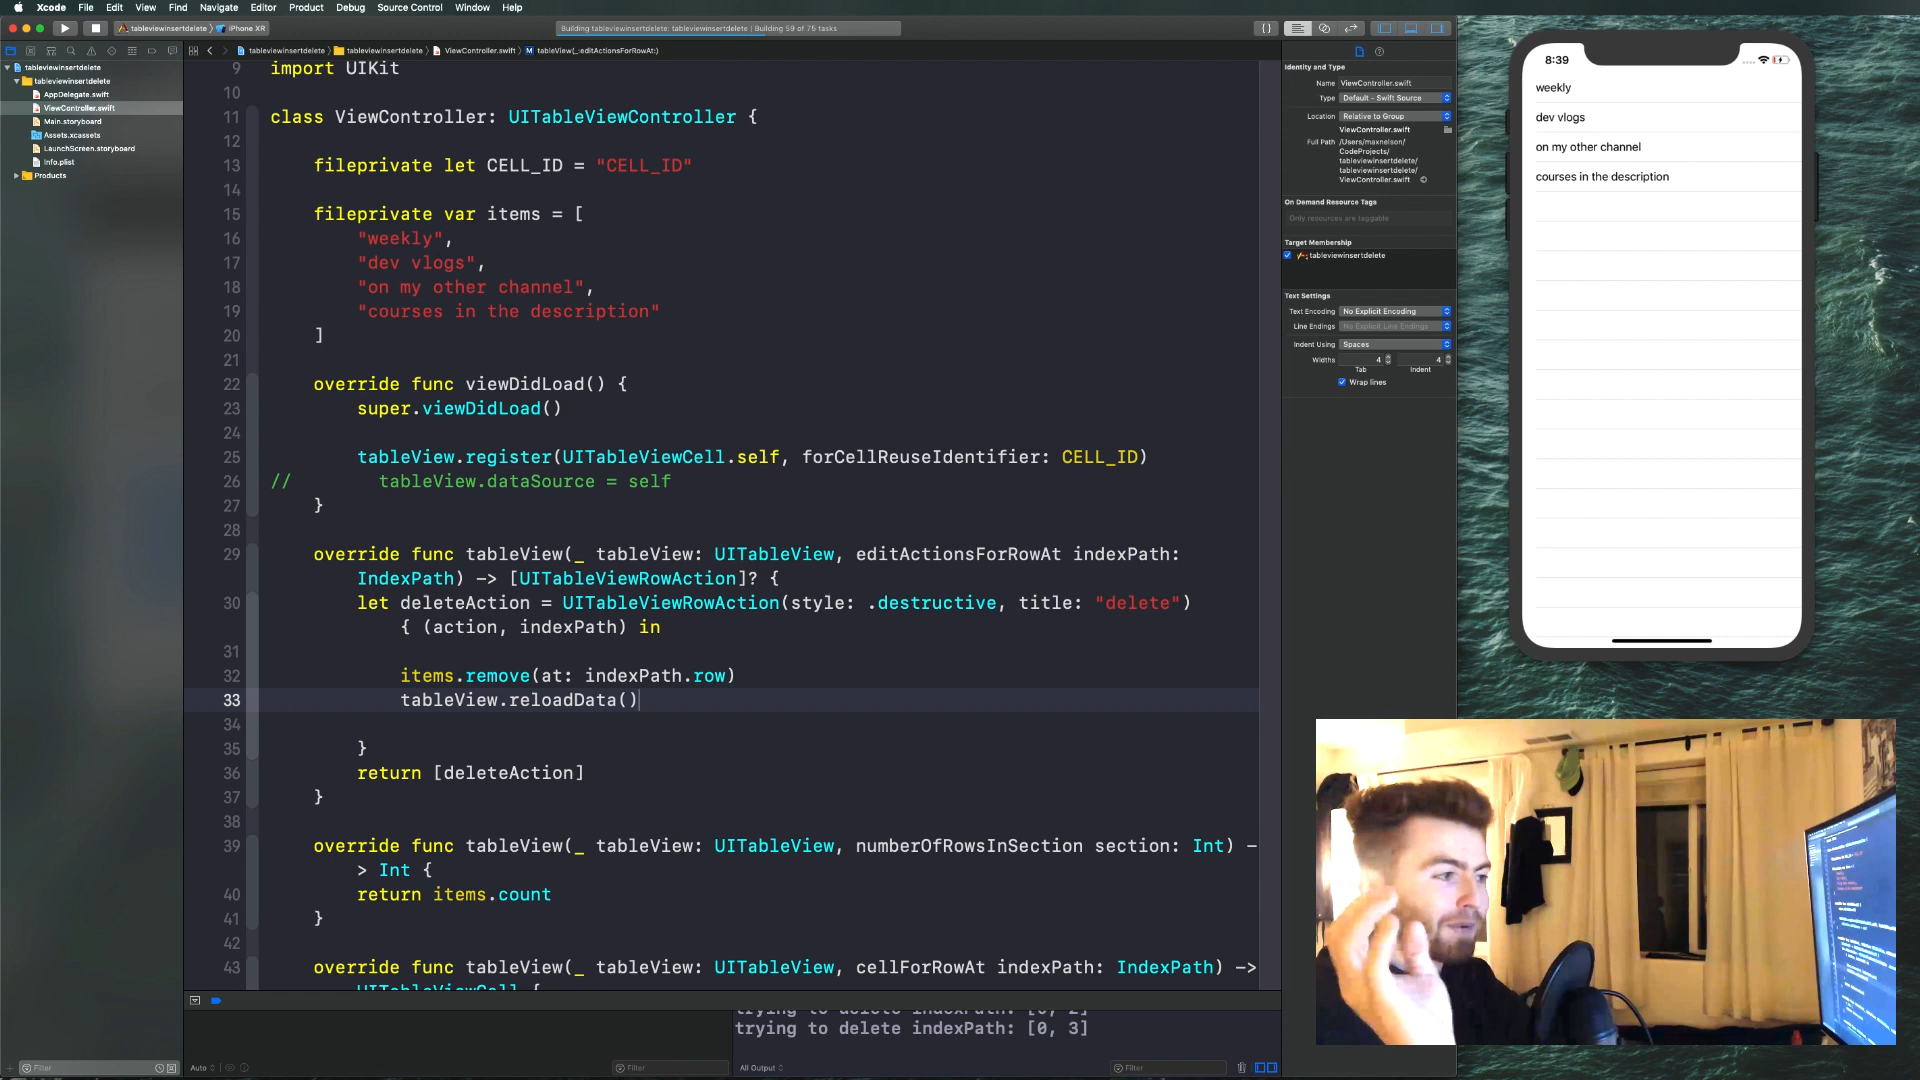 Xcode File Edit View Find Navigate Editor Product Debug Source Control Window Help
tableviewinsertdelete iPhone XR
Building tableviewinsertdelete: tableviewinsertdelete | Building 59 of 75 tasks
tableviewinsertdelete
tableviewinsertdelete
AppDelegate.swift
ViewController.swift
Main.storyboard
Assets.xcassets
LaunchScreen.storyboard
Info.plist
Products
Filter
tableviewinsertdelete tableviewinsertdelete ViewController.swift M tableView(_:editActionsForRowAt:)
9 import UIKit
10
11 class ViewController: UITableViewController {
12
13 fileprivate let CELL_ID = "CELL_ID"
14
15 fileprivate var items = [
16 "weekly",
17 "dev vlogs",
18 "on my other channel",
19 "courses in the description"
20 ]
21
22 override func viewDidLoad() {
23 super.viewDidLoad()
24
25 tableView.register(UITableViewCell.self, forCellReuseIdentifier: CELL_ID)
26 // tableView.dataSource = self
27 }
28
29 override func tableView(_ tableView: UITableView, editActionsForRowAt indexPath:
IndexPath) -> [UITableViewRowAction]? {
30 let deleteAction = UITableViewRowAction(style: .destructive, title: "delete")
{ (action, indexPath) in
31
32 items.remove(at: indexPath.row)
33 tableView.reloadData()
34
35 }
36 return [deleteAction]
37 }
38
39 override func tableView(_ tableView: UITableView, numberOfRowsInSection section: Int) -
> Int {
40 return items.count
41 }
42
43 override func tableView(_ tableView: UITableView, cellForRowAt indexPath: IndexPath) ->
UITableViewCell {
trying to delete indexPath: [0, 2]
trying to delete indexPath: [0, 3]
Auto Filter All Output Filter
Identity and Type
Name ViewController.swift
Type Default - Swift Source
Location Relative to Group
ViewController.swift
Full Path /Users/maxnelson/
CodeProjects/
tableviewinsertdelete/
tableviewinsertdelete/
ViewController.swift
On Demand Resource Tags
Only resources are taggable
Target Membership
tableviewinsertdelete
Text Settings
Text Encoding No Explicit Encoding
Line Endings No Explicit Line Endings
Indent Using Spaces
Widths 4 4
Tab Indent
Wrap lines
8:39
weekly
dev vlogs
on my other channel
courses in the description